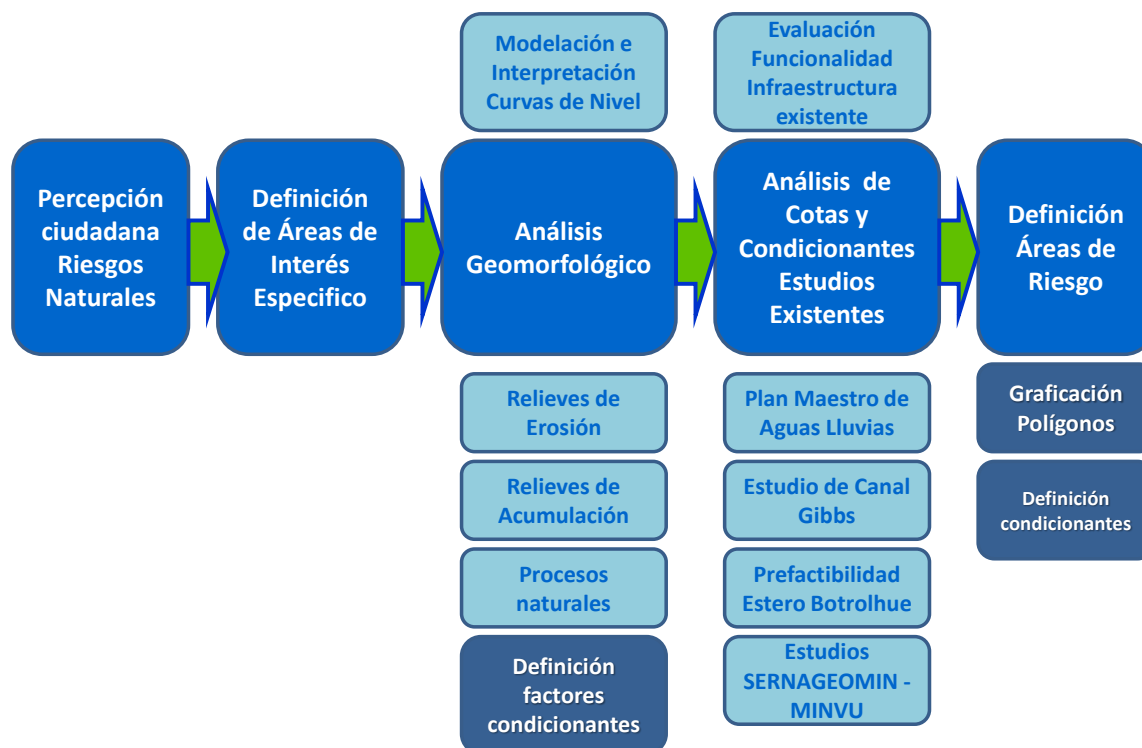 Modelación e
Interpretación
Curvas de Nivel
Evaluación
Funcionalidad
Infraestructura
existente
Percepción
ciudadana
Riesgos
Naturales
Definición
de Áreas de
Interés
Especifico
Análisis
Geomorfológico
Análisis de
Cotas y
Condicionantes
Estudios
Existentes
Definición
Áreas de
Riesgo
Relieves de
Erosión
Relieves de
Acumulación
Procesos
naturales
Definición
factores
condicionantes
Plan Maestro de
Aguas Lluvias
Estudio de Canal
Gibbs
Prefactibilidad
Estero Botrolhue
Estudios
SERNAGEOMIN -
MINVU
Graficación
Polígonos
Definición
condicionantes